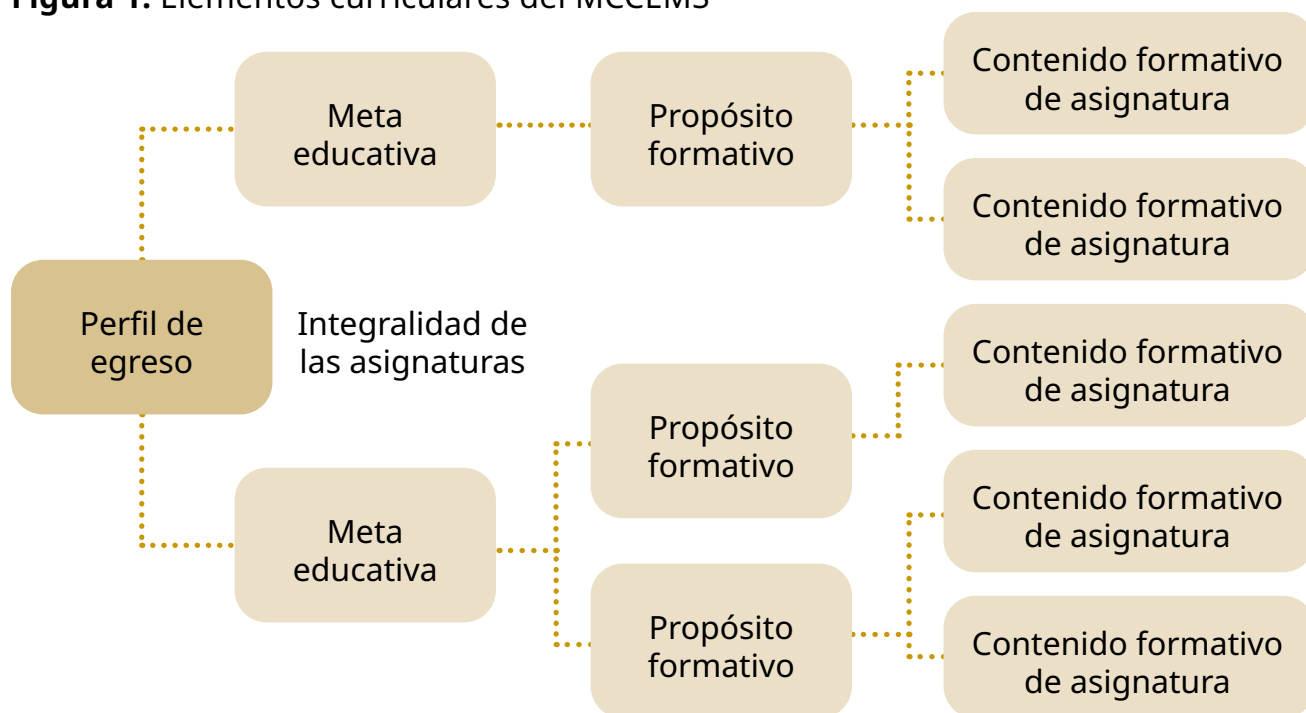 Figura 1. Elementos curriculares del MCCEMS
Contenido formativo
de asignatura
Meta
educativa
Propósito
formativo
Contenido formativo
de asignatura
Perfil de
egreso
Integralidad de
las asignaturas
Contenido formativo
de asignatura
Propósito
formativo
Contenido formativo
de asignatura
Meta
educativa
Propósito
formativo
Contenido formativo
de asignatura